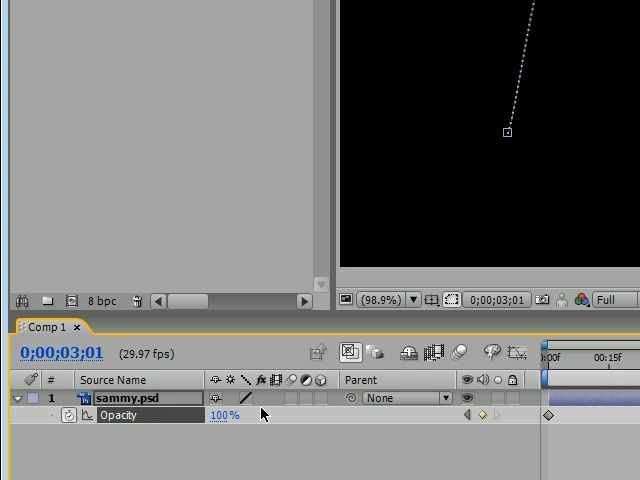 8 bpc
(98.9%)
0;00;03;01
Full
Comp 1
0;00;03;01
(29.97 fps)
:00f
00:15f
#
Source Name
fx
Parent
1
sammy.psd
None
Opacity
100%